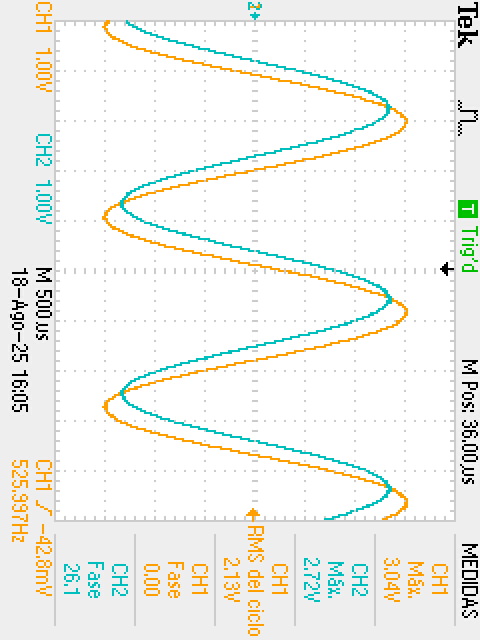 Tek
T Trig'd
M Pos: 36.00µs
MEDIDAS
CH1
Máx.
3.04V
CH2
Máx.
2.72V
CH1
RMS del ciclo
2.13V
CH1
Fase
0.00
CH2
Fase
26.1
2
CH1 1.00V
CH2 1.00V
M 500µs
CH1 / -42.8mV
18-Ago-25 16:05
525.997Hz